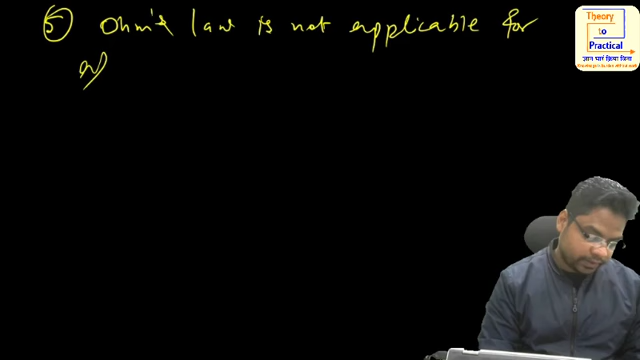 ⑤ Ohm's law is not applicable for
a)
Theory
to
Practical
ज्ञान भारं क्रिया विना